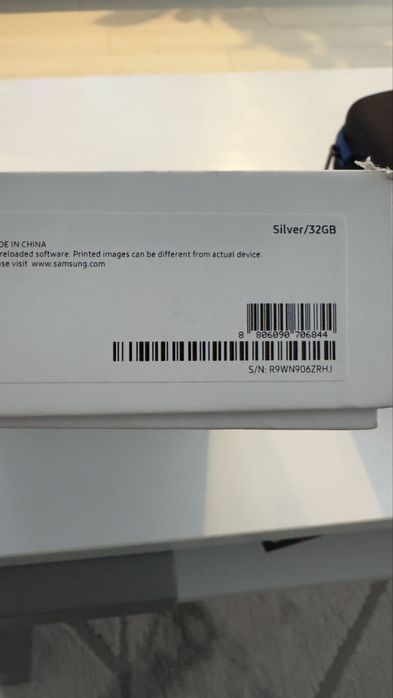 Silver/32GB
DE IN CHINA
reloaded software. Printed images can be different from actual device.
se visit www.samsung.com
8 806090 706844
S/N: R9WN906ZRHJ